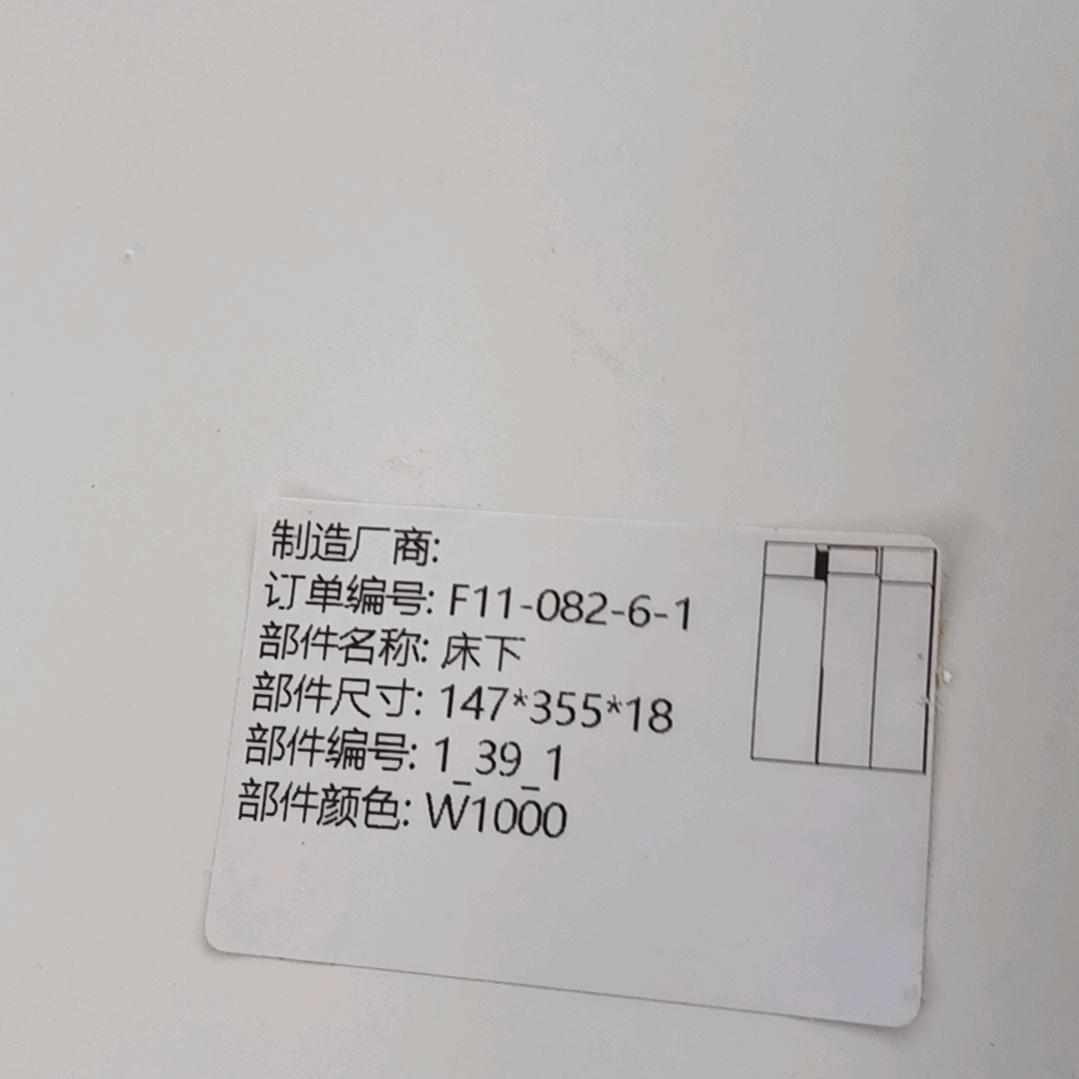 制造厂商:
订单编号: F11-082-6-1
部件名称: 床下
部件尺寸: 147*355*18
部件编号: 1_39_1
部件颜色: W1000